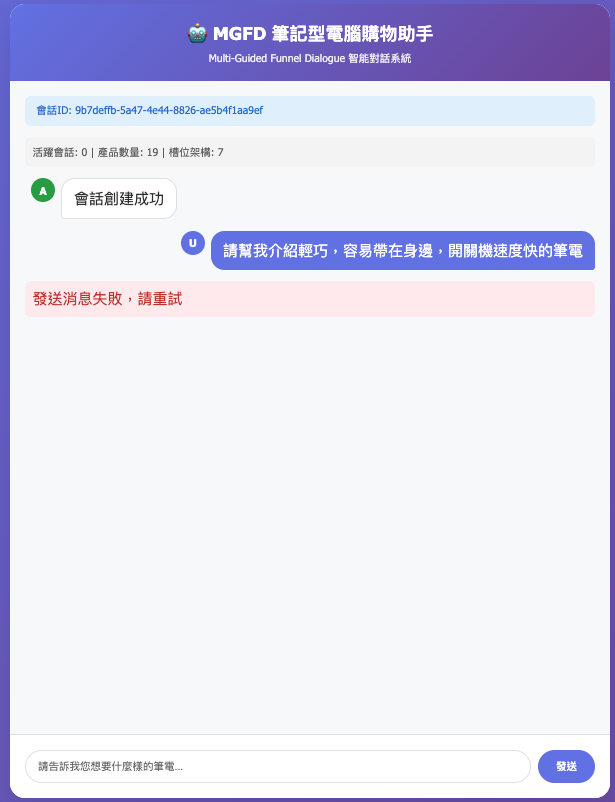 MGFD 筆記型電腦購物助手
Multi-Guided Funnel Dialogue 智能對話系統
會話ID: 9b7deffb-5a47-4e44-8826-ae5b4f1aa9ef
活躍會話: 0 | 產品數量: 19 | 槽位架構: 7
A
會話創建成功
U
請幫我介紹輕巧，容易帶在身邊，開關機速度快的筆電
發送消息失敗，請重試
請告訴我您想要什麼樣的筆電...
發送